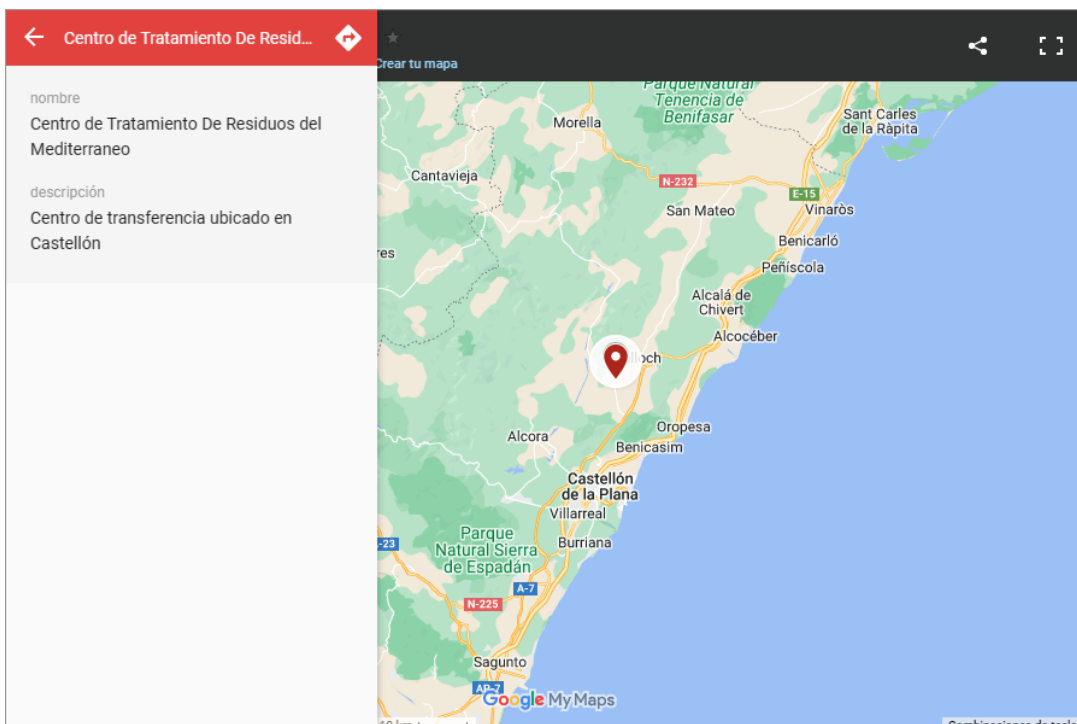 Centro de Tratamiento De Resid...
Crear tu mapa
nombre
Centro de Tratamiento De Residuos del
Mediterraneo
descripción
Centro de transferencia ubicado en
Castellón
Parque Natural
Tenencia de
Benifasar
Morella
Sant Carles
de la Ràpita
Cantavieja
N-232
E-15
San Mateo
Vinaròs
Benicarló
Peñíscola
Alcalá de
Chivert
Alcocéber
Oropesa
Alcora
Benicasim
Castellón
de la Plana
Villarreal
Burriana
Parque
Natural Sierra
de Espadán
A-7
N-225
Sagunto
AP-7
Google My Maps